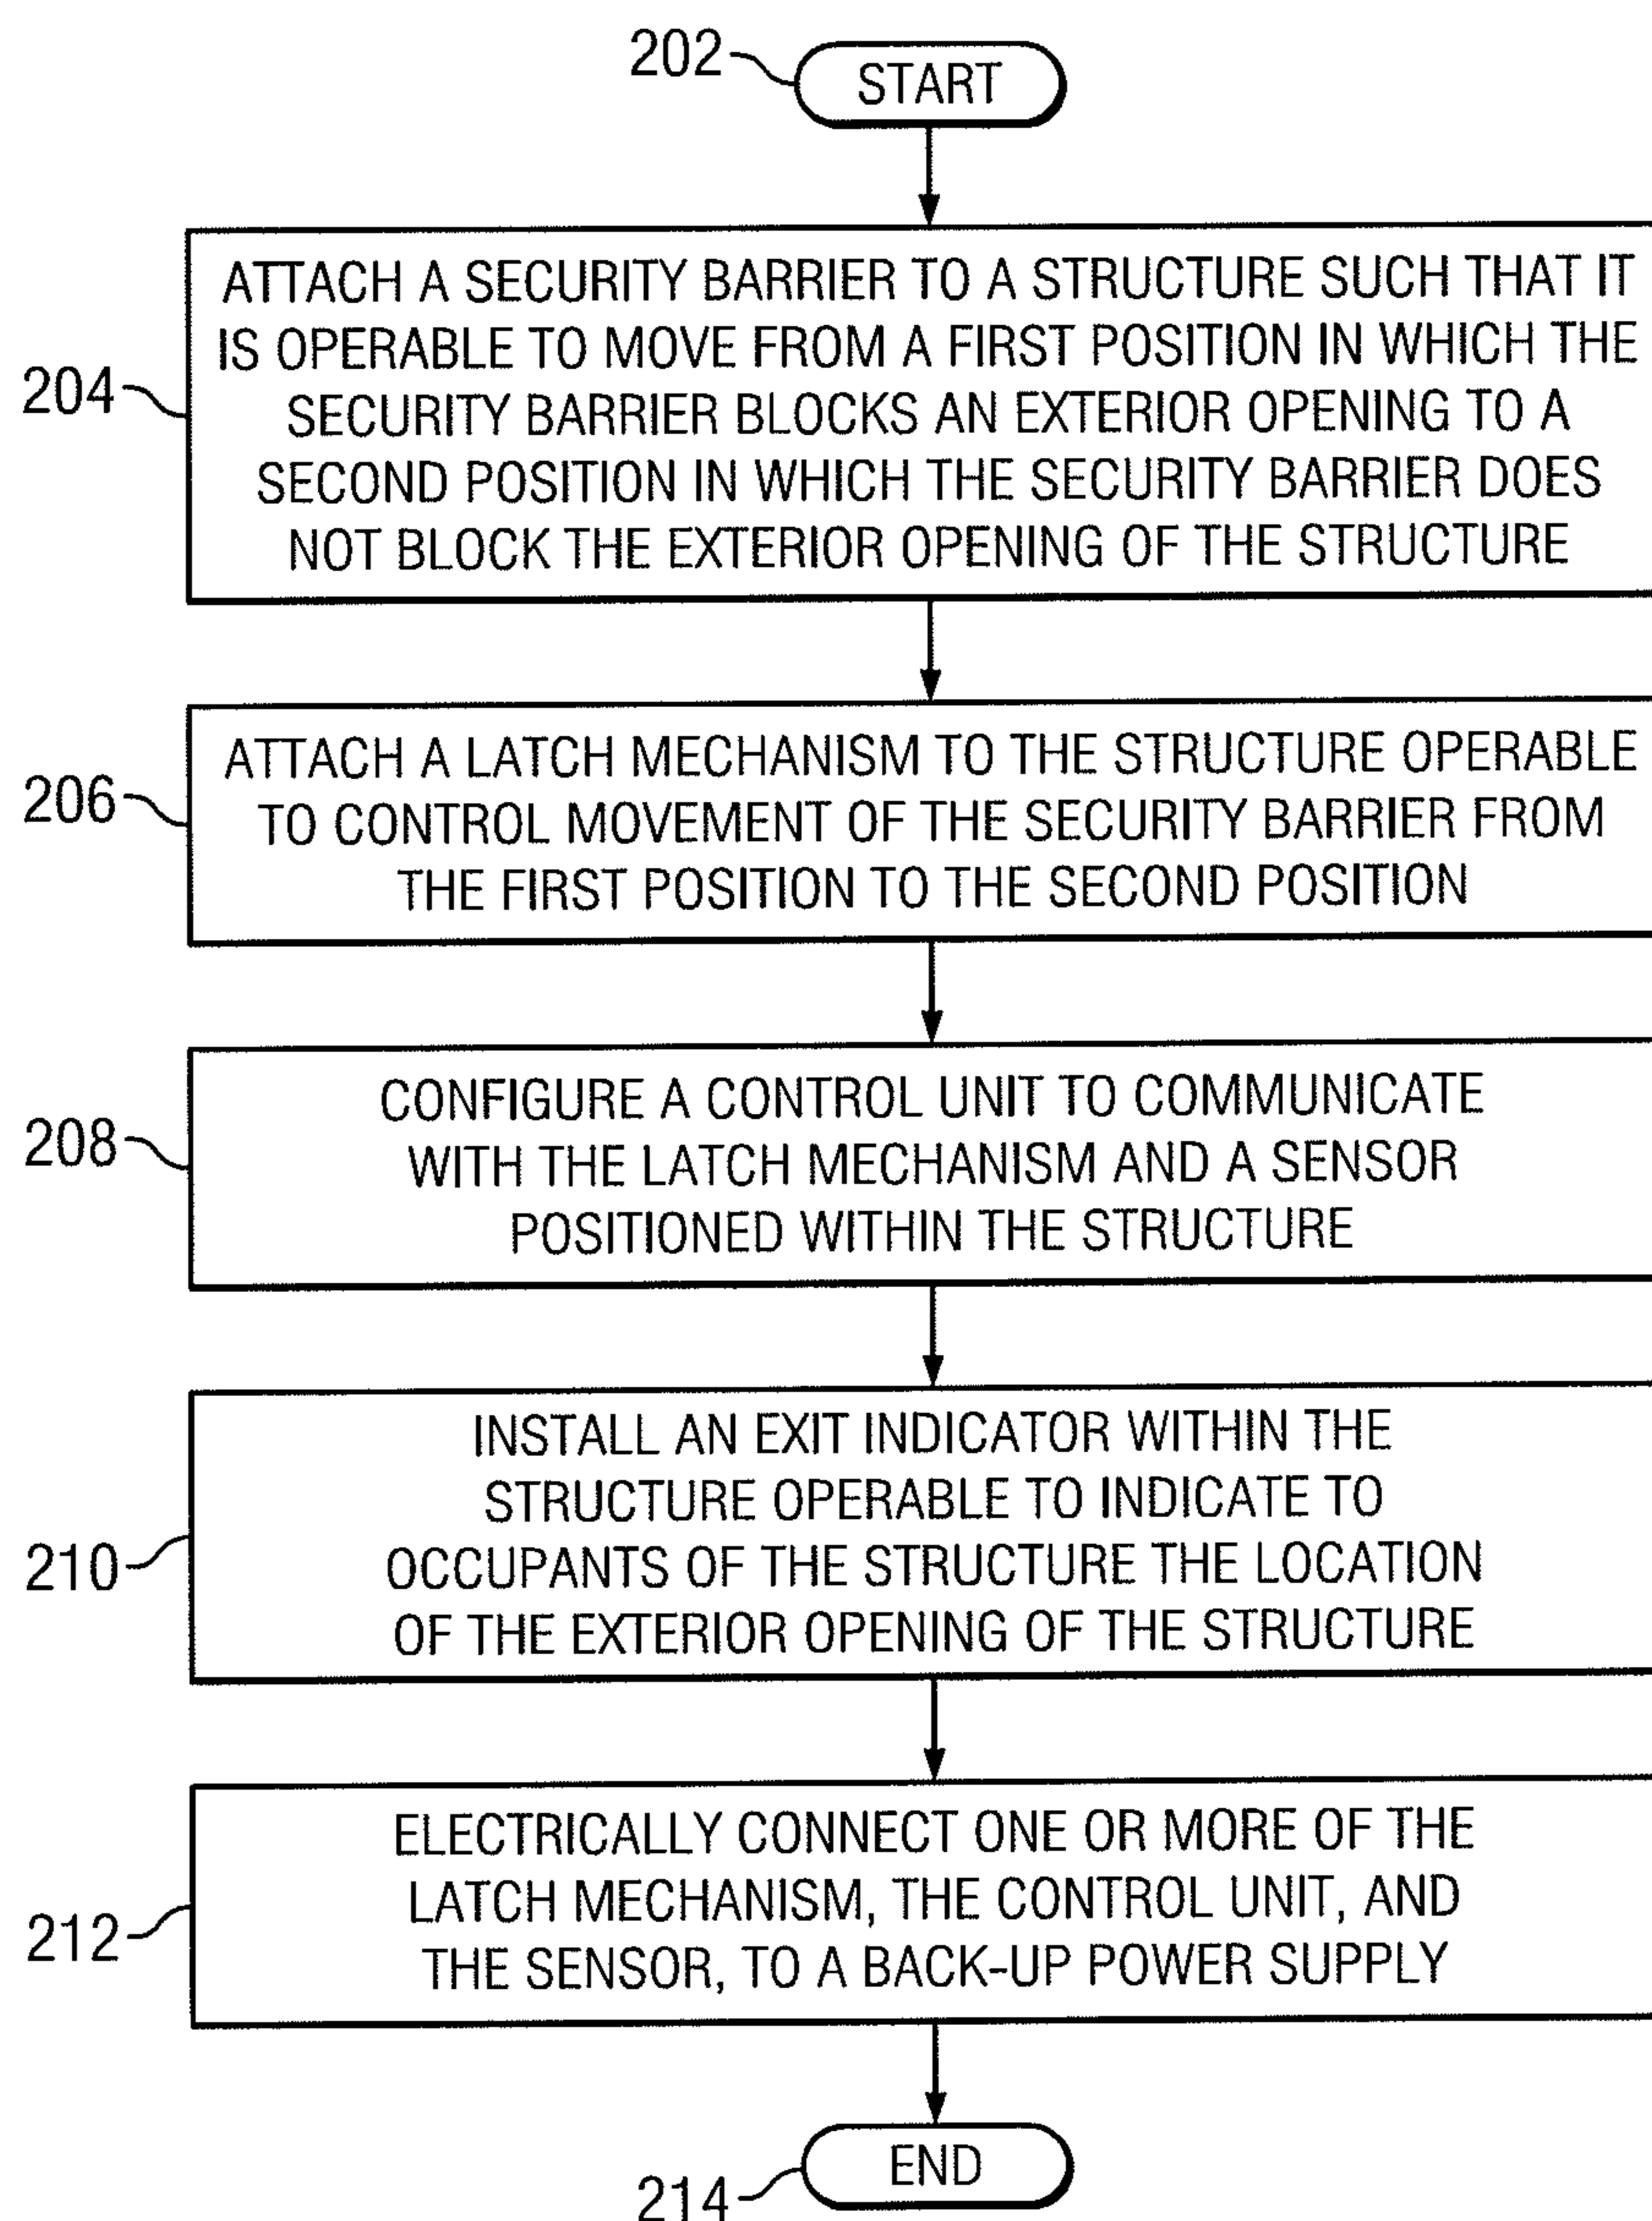 202
START
204
ATTACH A SECURITY BARRIER TO A STRUCTURE SUCH THAT IT
IS OPERABLE TO MOVE FROM A FIRST POSITION IN WHICH THE
SECURITY BARRIER BLOCKS AN EXTERIOR OPENING TO A
SECOND POSITION IN WHICH THE SECURITY BARRIER DOES
NOT BLOCK THE EXTERIOR OPENING OF THE STRUCTURE
206
ATTACH A LATCH MECHANISM TO THE STRUCTURE OPERABLE
TO CONTROL MOVEMENT OF THE SECURITY BARRIER FROM
THE FIRST POSITION TO THE SECOND POSITION
208
CONFIGURE A CONTROL UNIT TO COMMUNICATE
WITH THE LATCH MECHANISM AND A SENSOR
POSITIONED WITHIN THE STRUCTURE
210
INSTALL AN EXIT INDICATOR WITHIN THE
STRUCTURE OPERABLE TO INDICATE TO
OCCUPANTS OF THE STRUCTURE THE LOCATION
OF THE EXTERIOR OPENING OF THE STRUCTURE
212
ELECTRICALLY CONNECT ONE OR MORE OF THE
LATCH MECHANISM, THE CONTROL UNIT, AND
THE SENSOR, TO A BACK-UP POWER SUPPLY
214
END